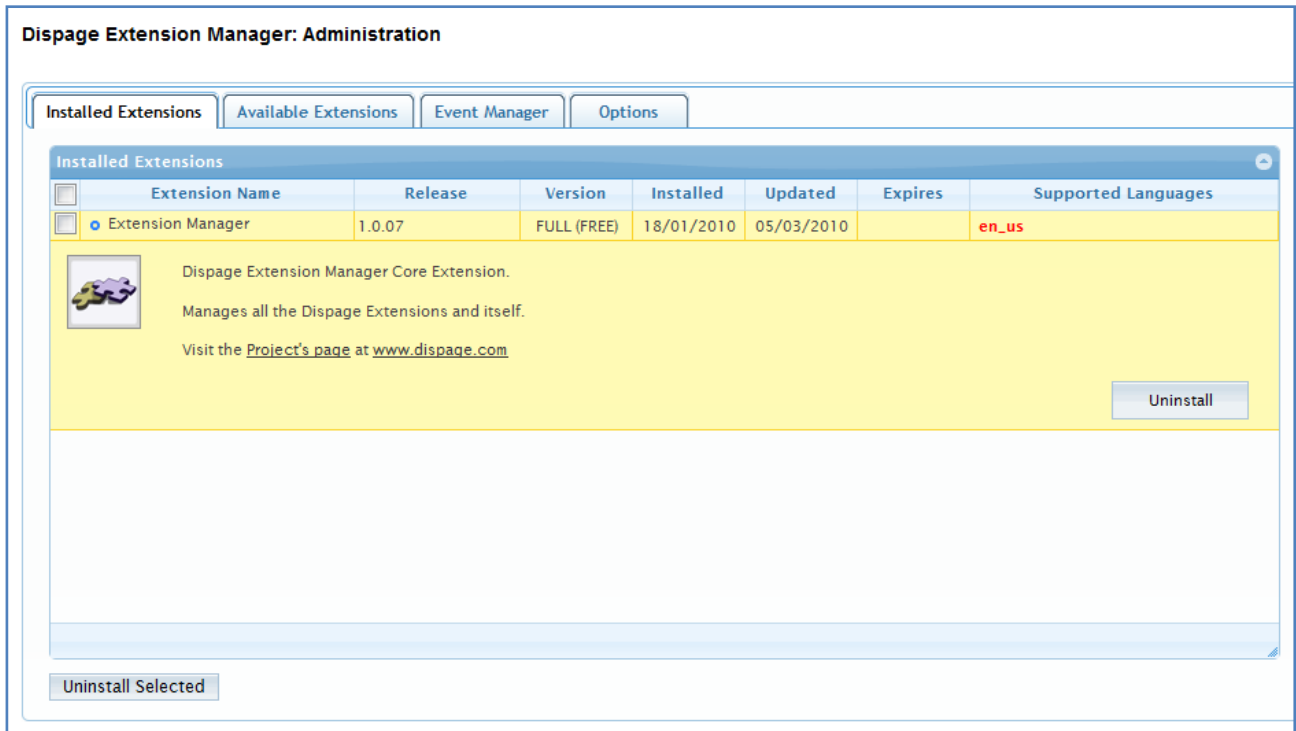 Dispage Extension Manager: Administration
Installed Extensions Available Extensions Event Manager Options
Installed Extensions
Extension Name Release Version Installed Updated Expires Supported Languages
Extension Manager 1.0.07 FULL (FREE) 18/01/2010 05/03/2010 en_us
Dispage Extension Manager Core Extension.
Manages all the Dispage Extensions and itself.
Visit the Project's page at www.dispage.com
Uninstall
Uninstall Selected